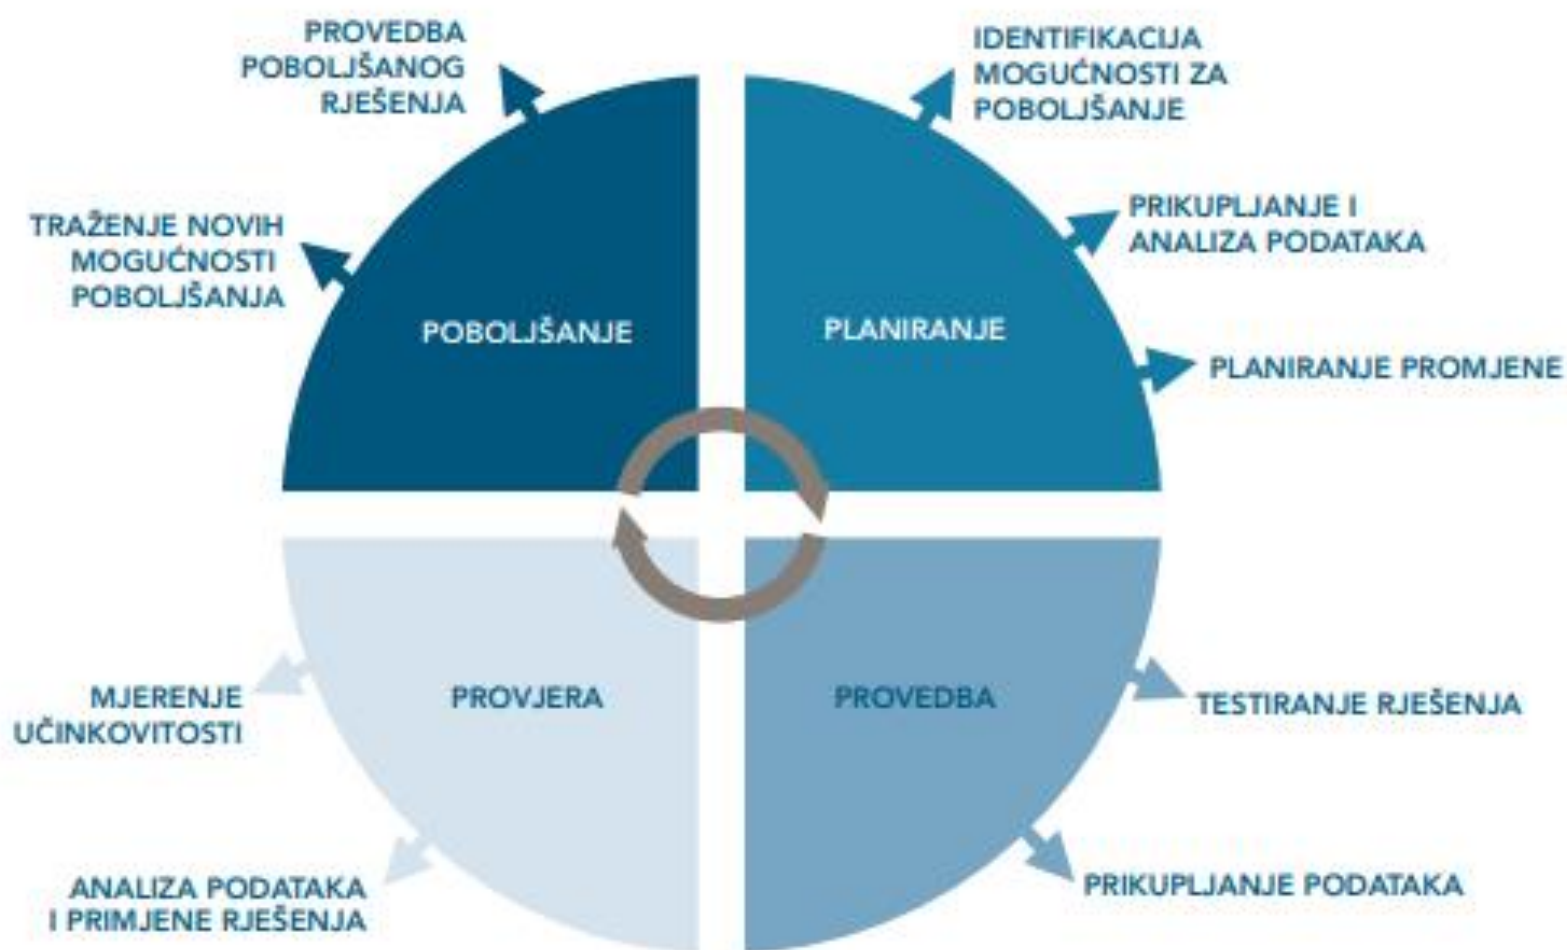 PROVEDBA
POBOLJŠANOG
RJEŠENJA
IDENTIFIKACIJA
MOGUĆNOSTI ZA
POBOLJŠANJE
TRAŽENJE NOVIH
MOGUĆNOSTI
POBOLJŠANJA
PRIKUPLJANJE I
ANALIZA PODATAKA
POBOLJŠANJE
PLANIRANJE
PLANIRANJE PROMJENE
MJERENJE
UČINKOVITOSTI
PROVJERA
PROVEDBA
TESTIRANJE RJEŠENJA
ANALIZA PODATAKA
I PRIMJENE RJEŠENJA
PRIKUPLJANJE PODATAKA